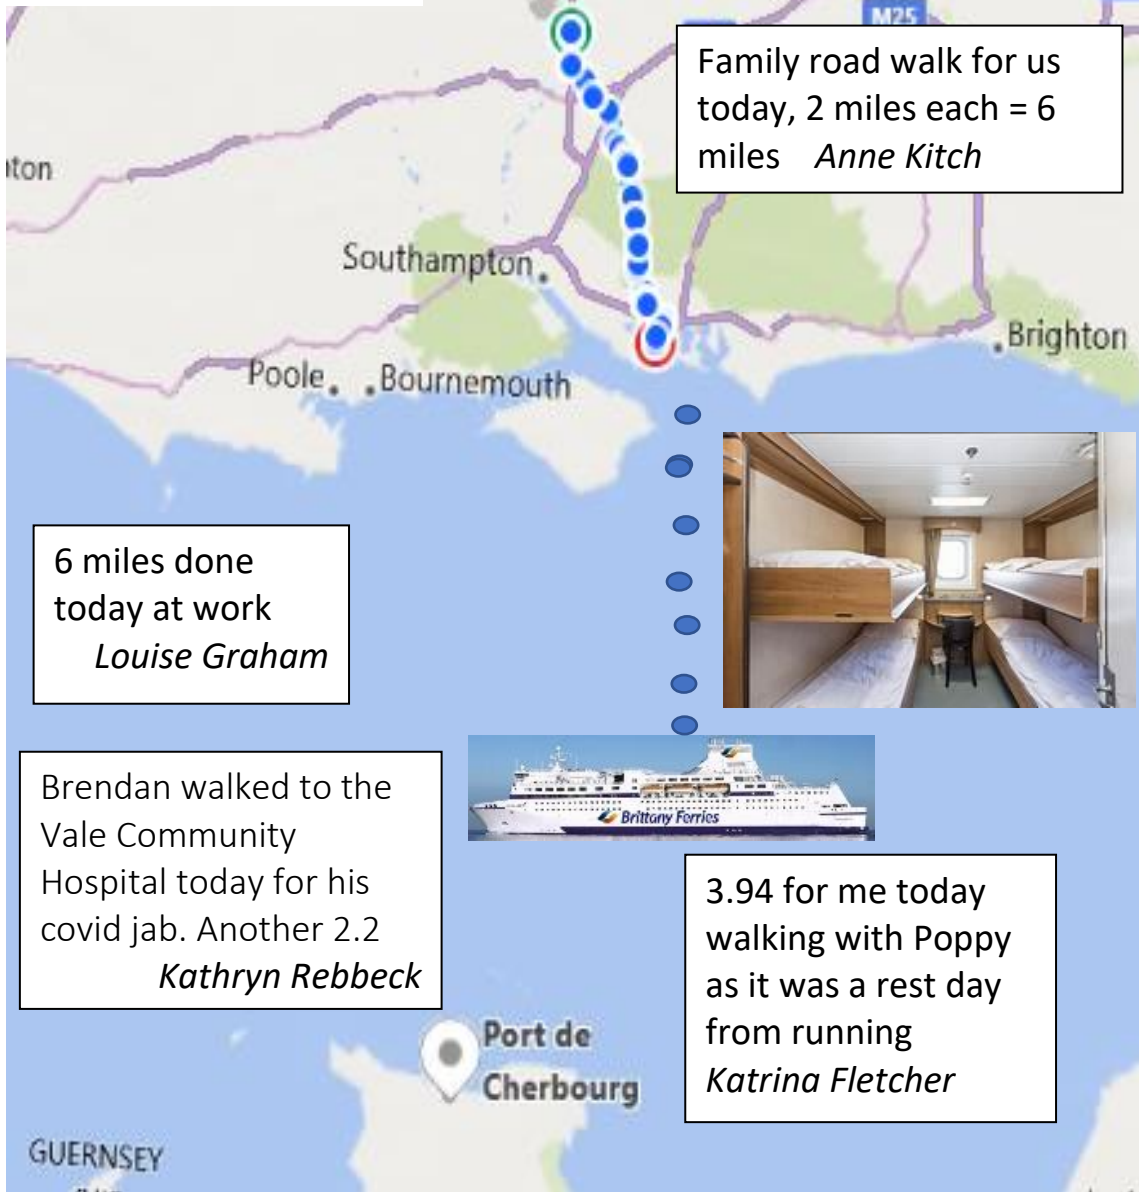 M25
Family road walk for us
today, 2 miles each = 6
miles Anne Kitch
ton
Southampton
Brighton
Poole
Bournemouth
6 miles done
today at work
Louise Graham
Brittany Ferries
Brendan walked to the
Vale Community
Hospital today for his
covid jab. Another 2.2
Kathryn Rebbeck
3.94 for me today
walking with Poppy
as it was a rest day
from running
Katrina Fletcher
Port de
Cherbourg
GUERNSEY